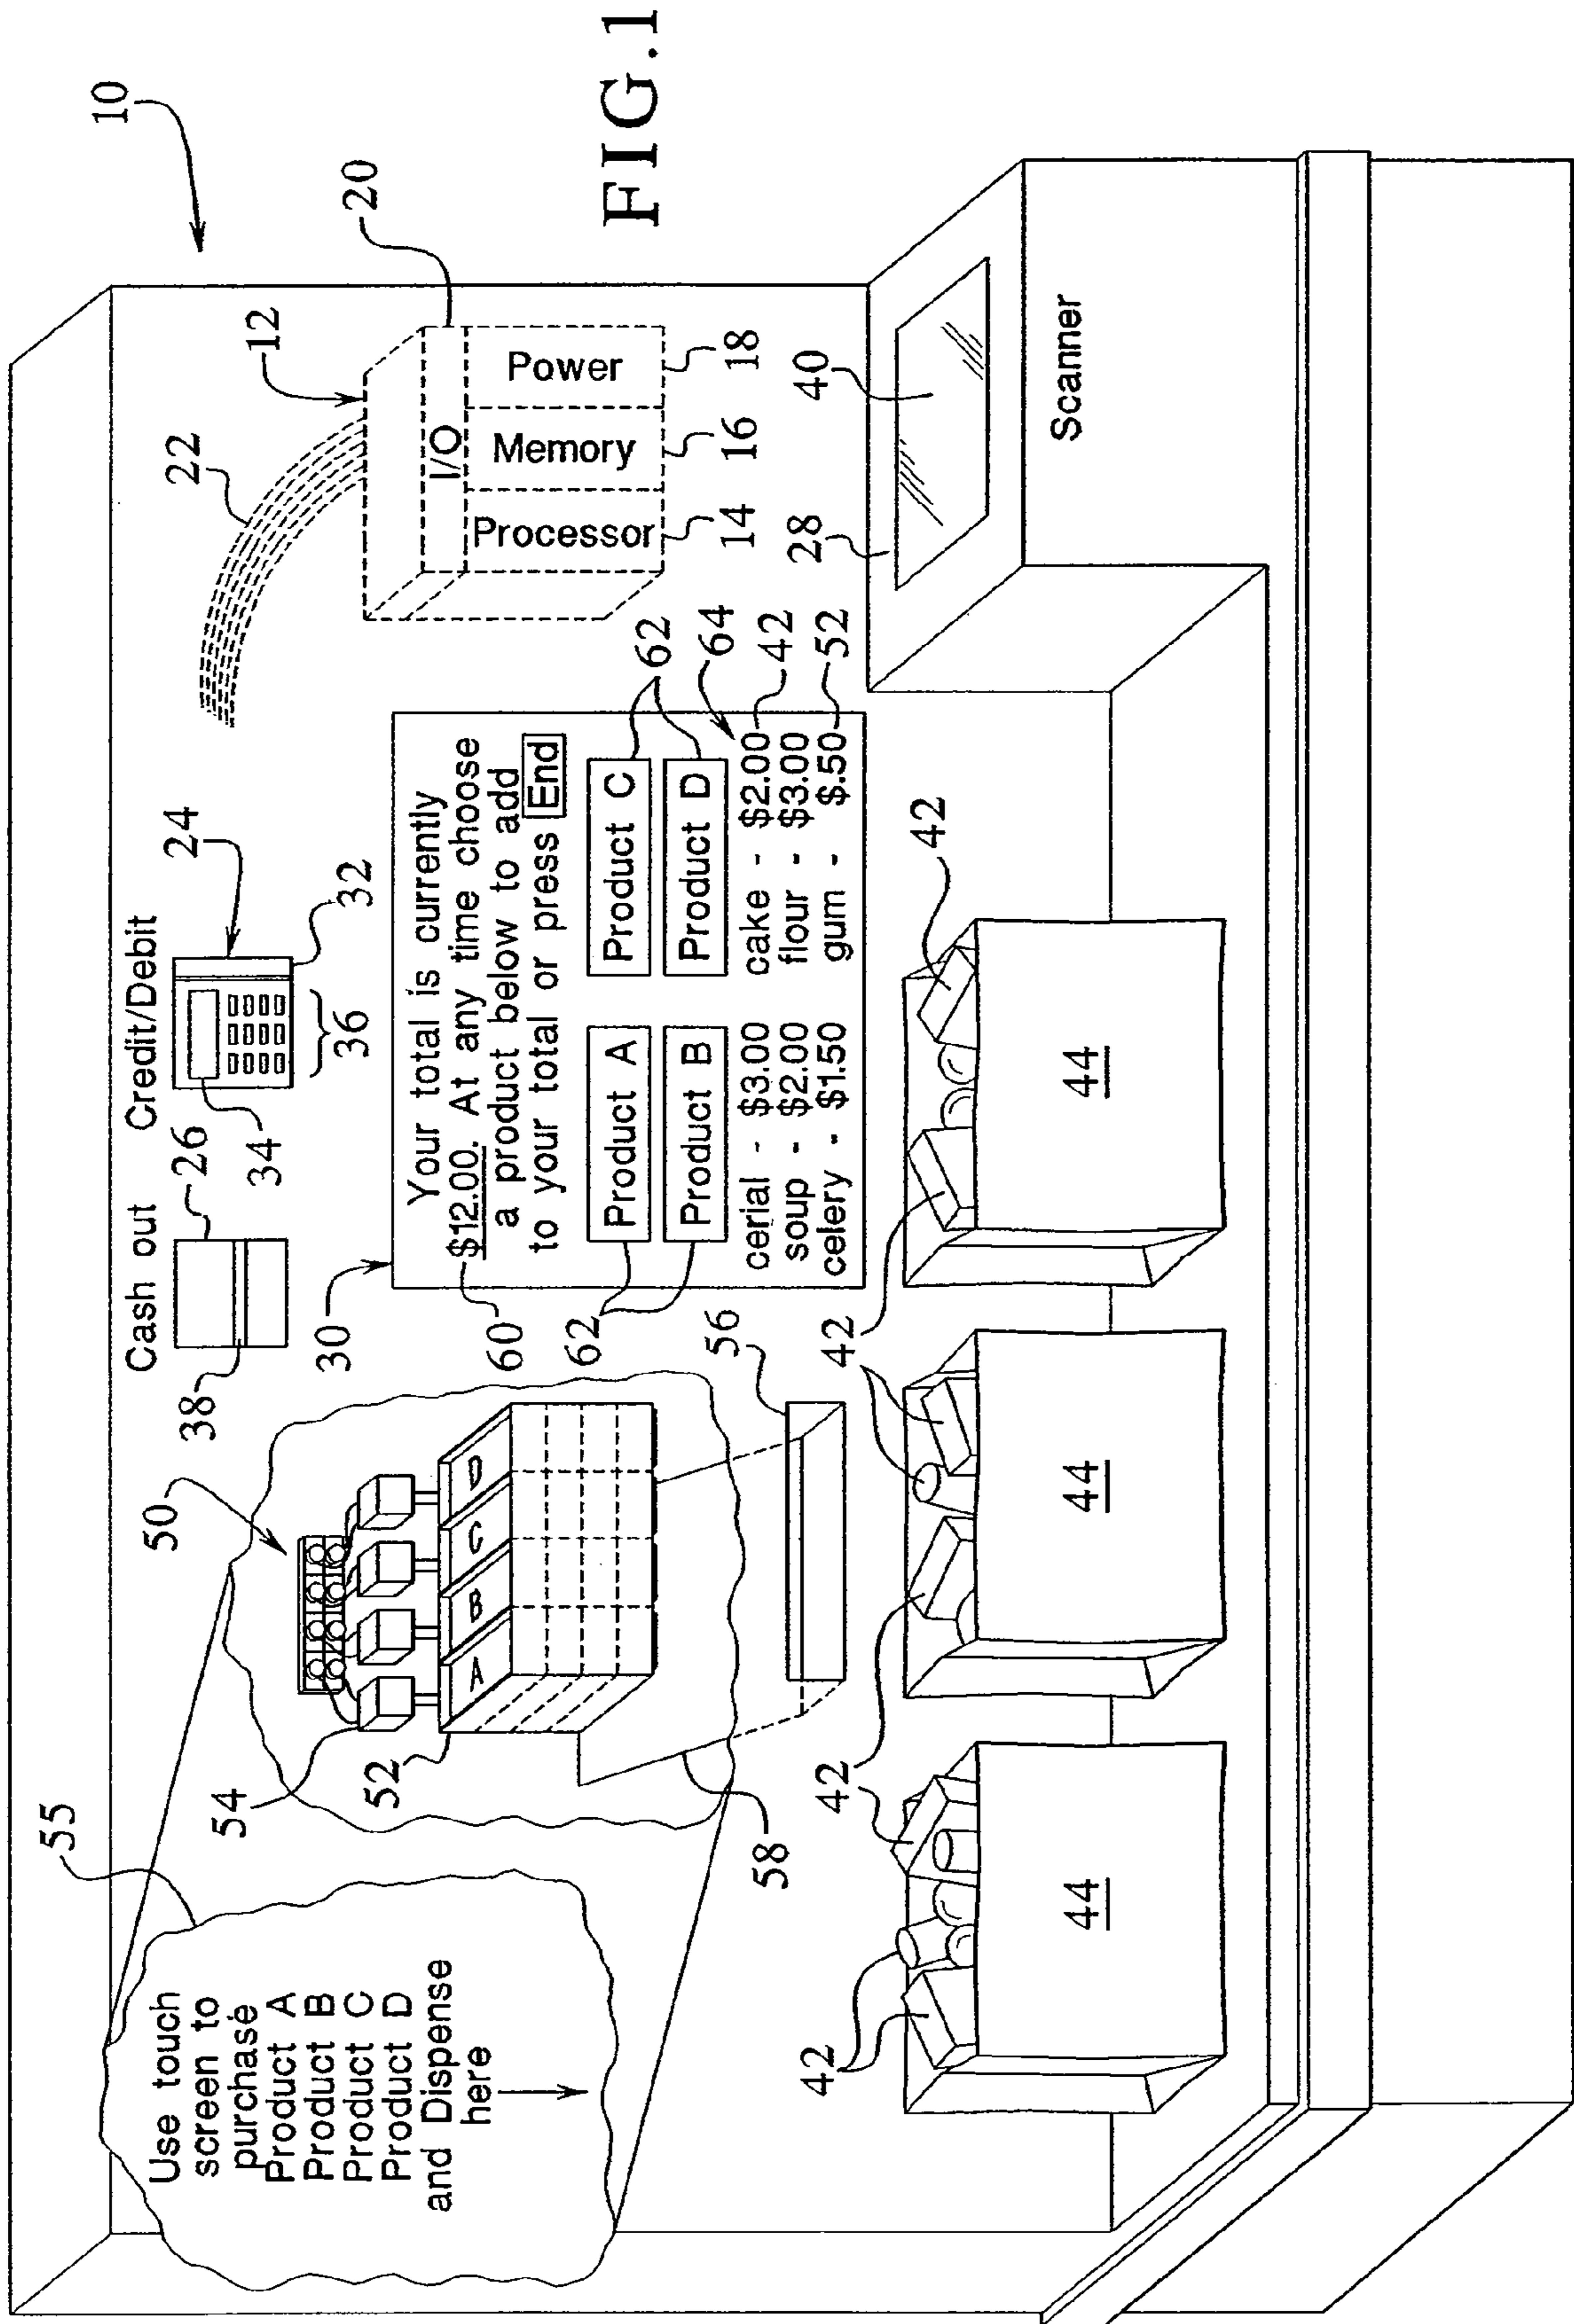 FIG.1
10
Cash out
Credit/Debit
26
24
38
34
36
32
22
12
20
I/O
Processor
Memory
Power
14
16
18
55
Use touch
screen to
purchase
Product A
Product B
Product C
Product D
and Dispense
here
50
54
52
A
B
C
D
58
56
30
Your total is currently
$12.00. At any time choose
a product below to add
to your total or press End
60
62
Product A
Product C
62
Product B
Product D
64
cerial - $3.00
cake - $2.00
42
soup - $2.00
flour - $3.00
celery - $1.50
gum - $.50
52
28
40
Scanner
42
42
42
42
42
44
44
44